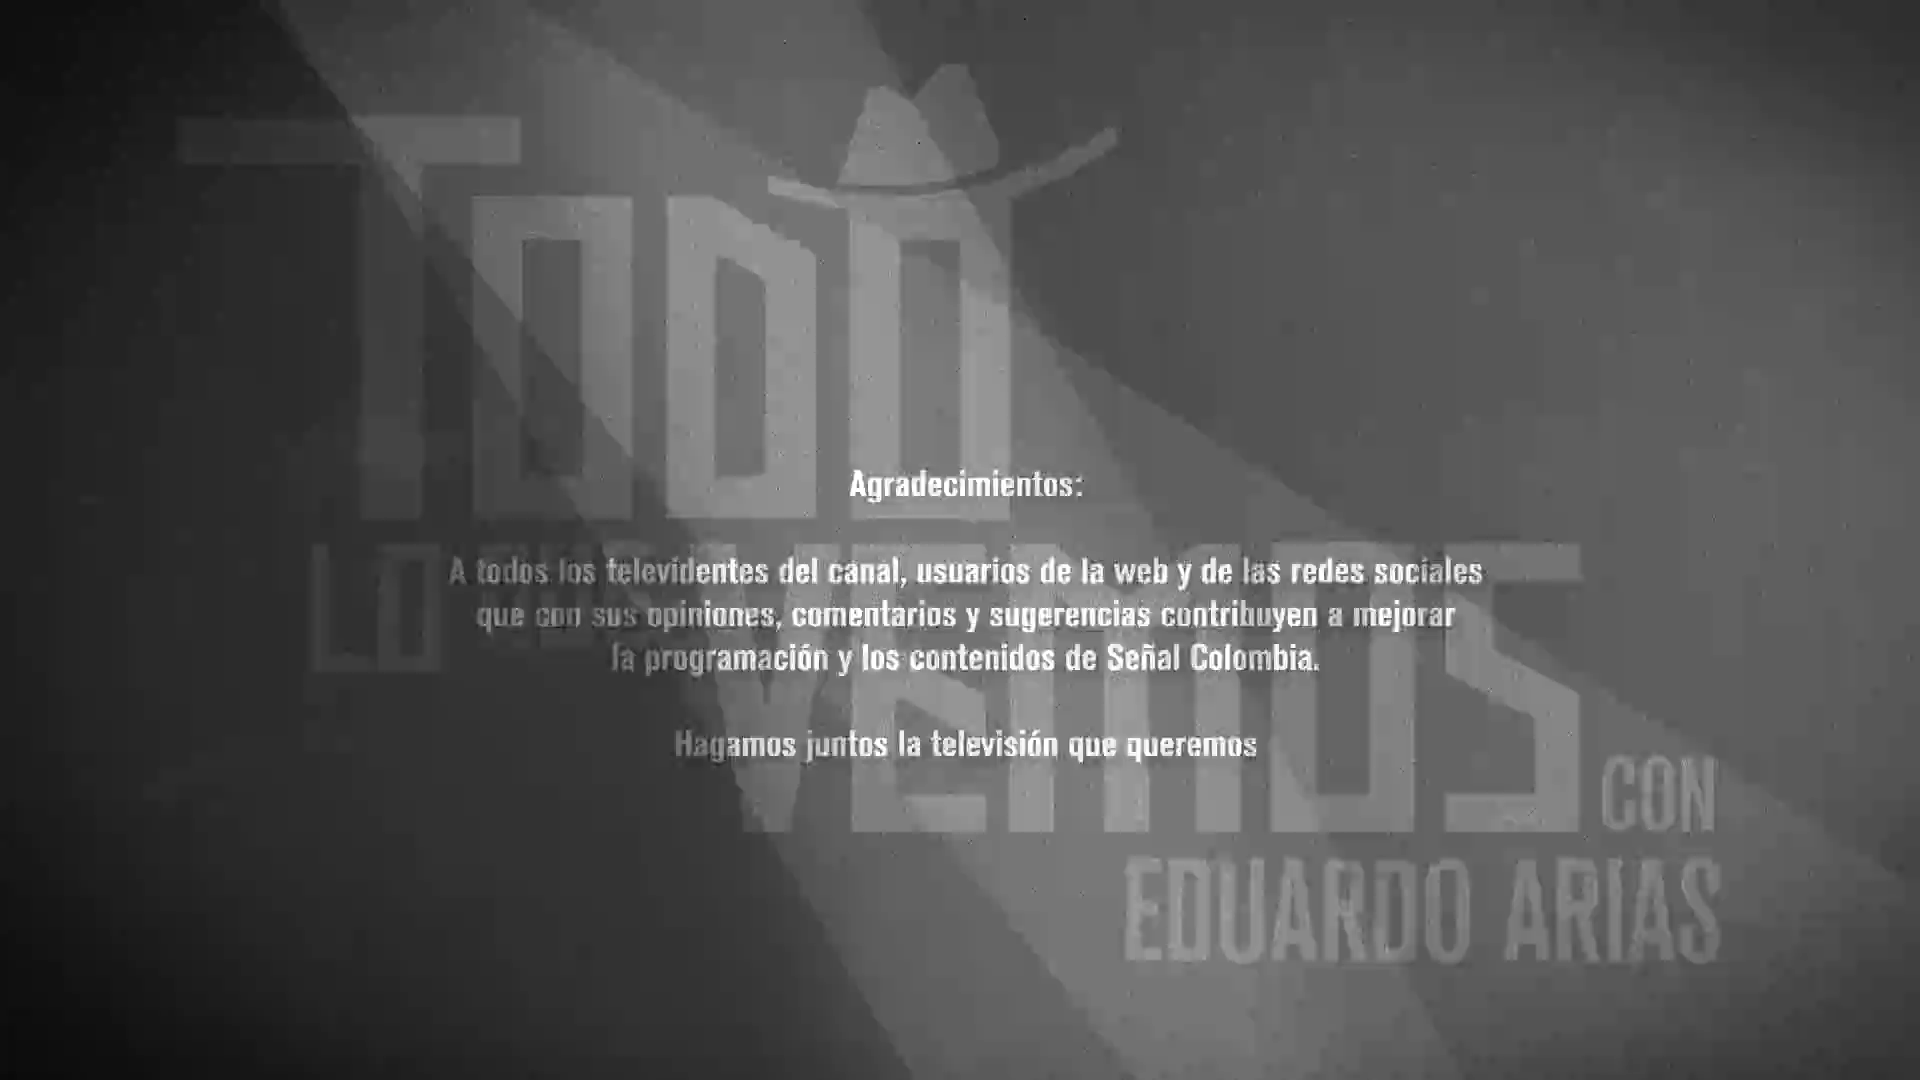 TODO
LO QUE VEMOS CON
EDUARDO ARIAS
Agradecimientos:
A todos los televidentes del canal, usuarios de la web y de las redes sociales
que con sus opiniones, comentarios y sugerencias contribuyen a mejorar
la programación y los contenidos de Señal Colombia.
Hagamos juntos la televisión que queremos